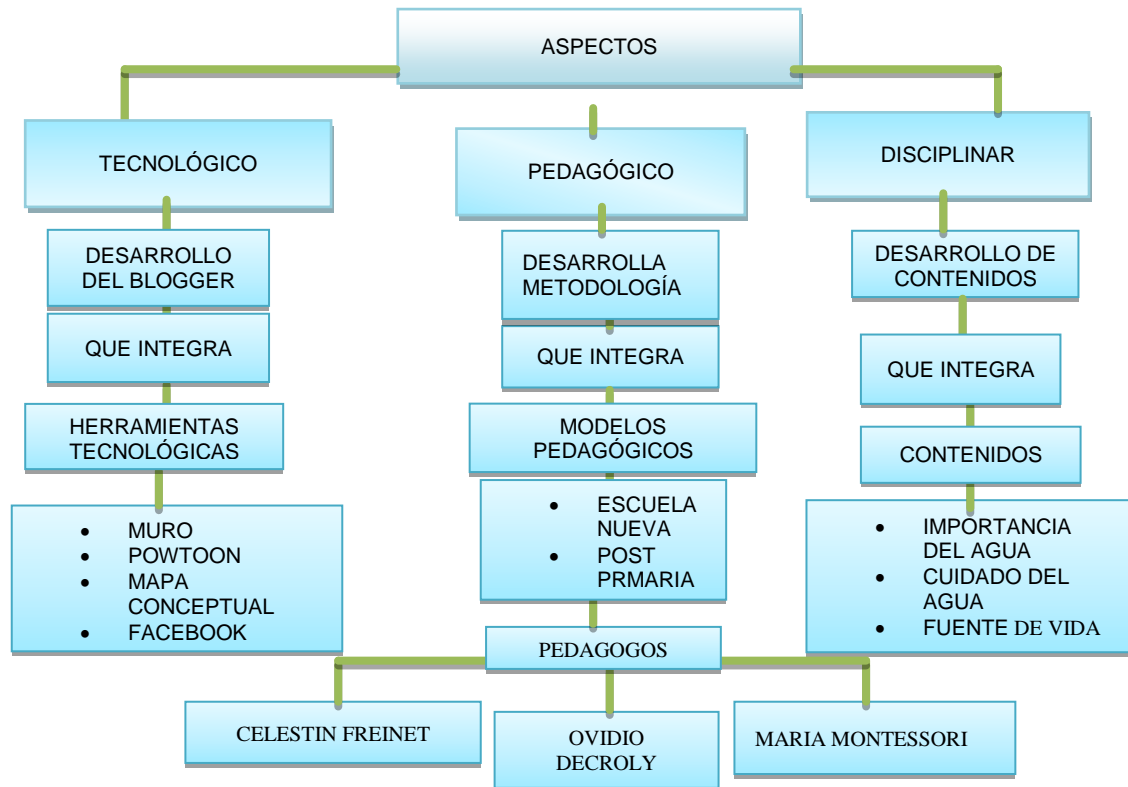 ASPECTOS
TECNOLÓGICO
PEDAGÓGICO
DISCIPLINAR
DESARROLLO
DEL BLOGGER
DESARROLLA
METODOLOGÍA
DESARROLLO DE
CONTENIDOS
QUE INTEGRA
QUE INTEGRA
QUE INTEGRA
HERRAMIENTAS
TECNOLÓGICAS
MODELOS
PEDAGÓGICOS
CONTENIDOS
• MURO
• POWTOON
• MAPA
CONCEPTUAL
• FACEBOOK
• ESCUELA
NUEVA
• POST
PRMARIA
• IMPORTANCIA
DEL AGUA
• CUIDADO DEL
AGUA
• FUENTE DE VIDA
PEDAGOGOS
CELESTIN FREINET
OVIDIO
DECROLY
MARIA MONTESSORI